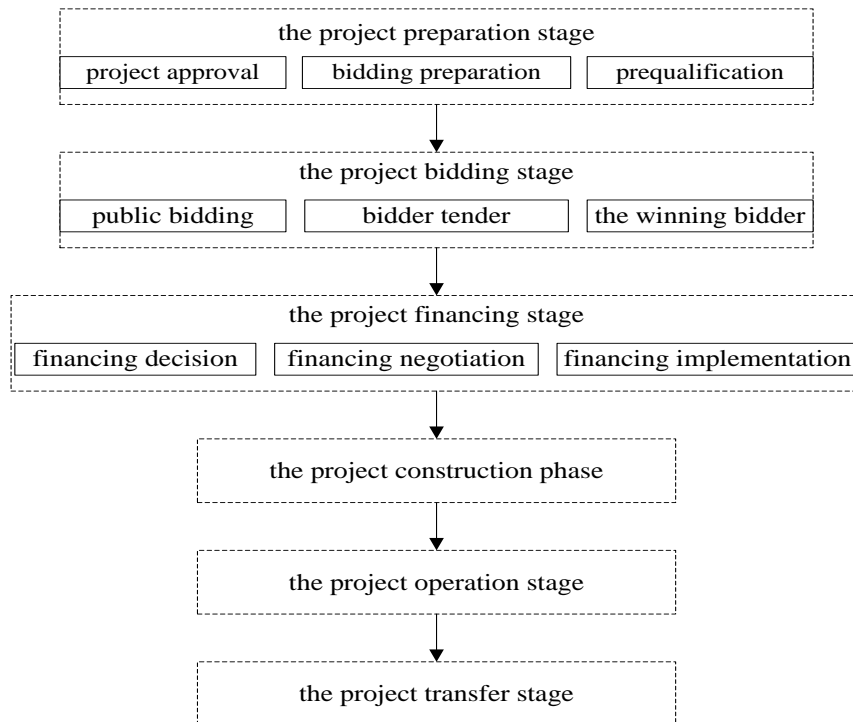 the project preparation stage
project approval
bidding preparation
prequalification
the project bidding stage
public bidding
bidder tender
the winning bidder
the project financing stage
financing decision
financing negotiation
financing implementation
the project construction phase
the project operation stage
the project transfer stage